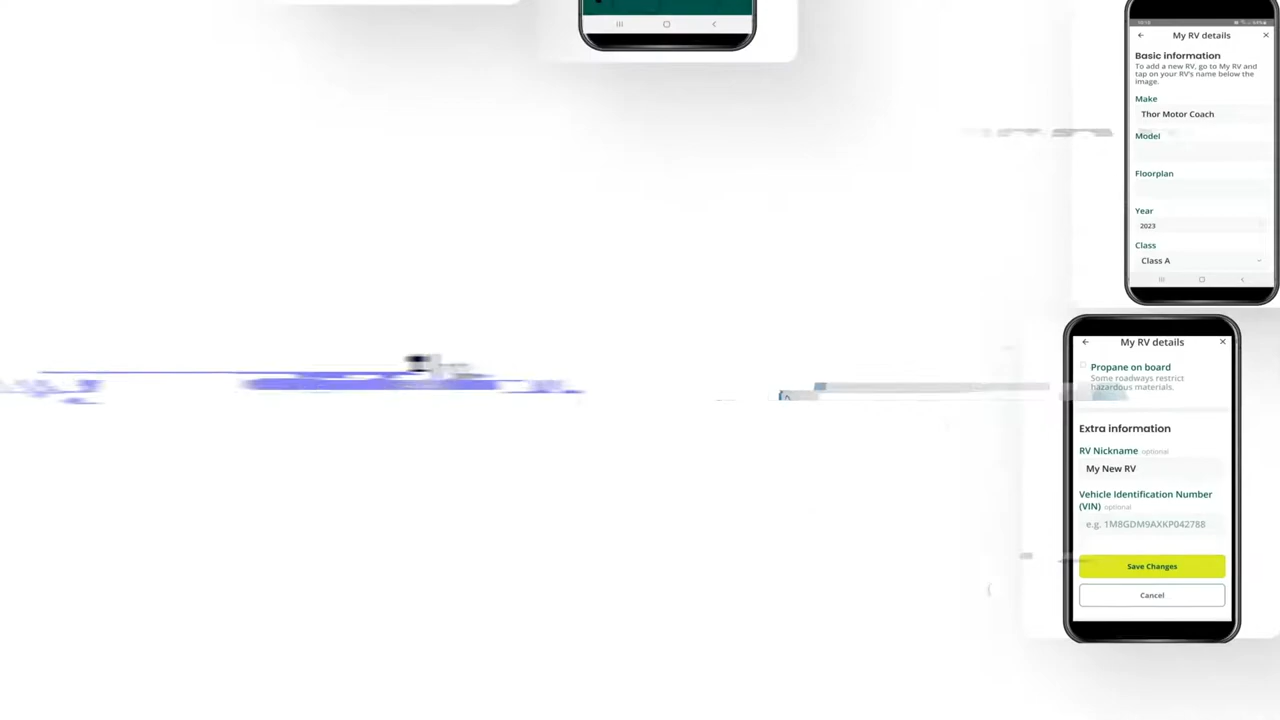 My RV details
Basic information
To add a new RV, go to My RV and
tap on your RV's name below the
image.
Make
Thor Motor Coach
Model
Floorplan
Year
2023
Class
Class A
My RV details
Propane on board
Some roadways restrict
hazardous materials.
Extra information
RV Nickname optional
My New RV
Vehicle Identification Number
(VIN) optional
e.g. 1M8GDM9AXKP042788
Save Changes
Cancel